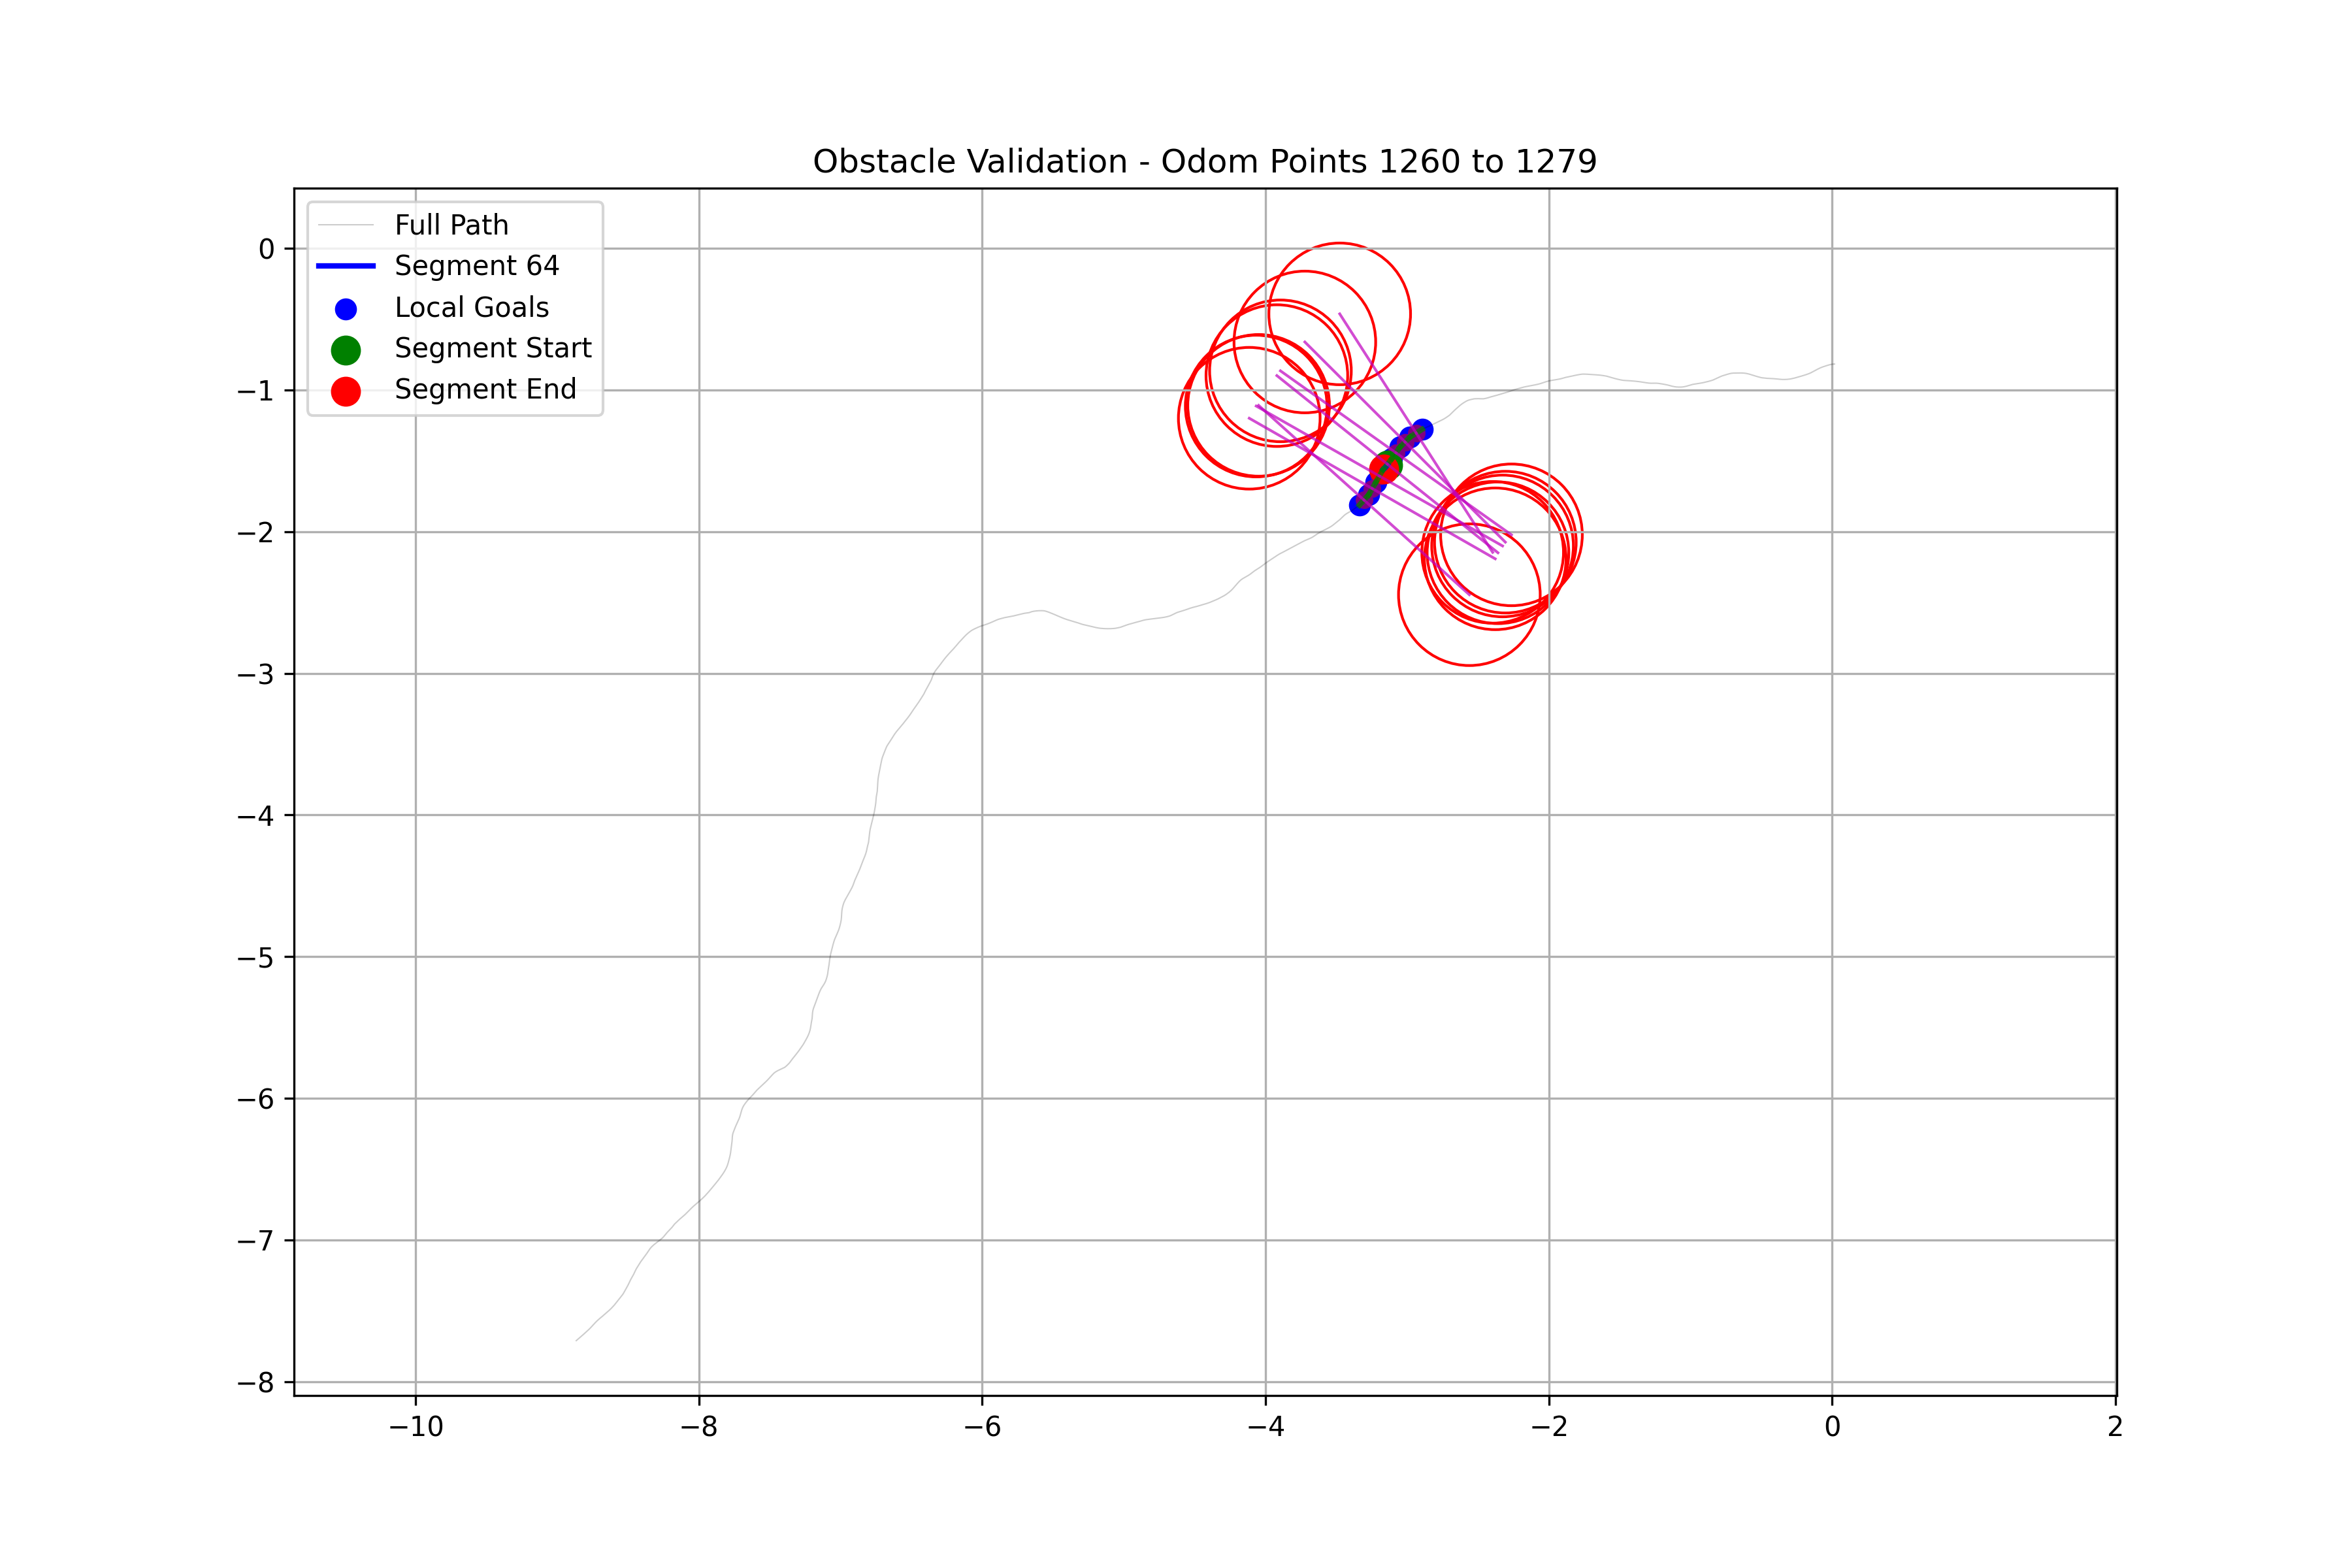 Obstacle Validation - Odom Points 1260 to 1279
Full Path
Segment 64
Local Goals
Segment Start
Segment End
0
−1
−2
−3
−4
−5
−6
−7
−8
−10
−8
−6
−4
−2
0
2